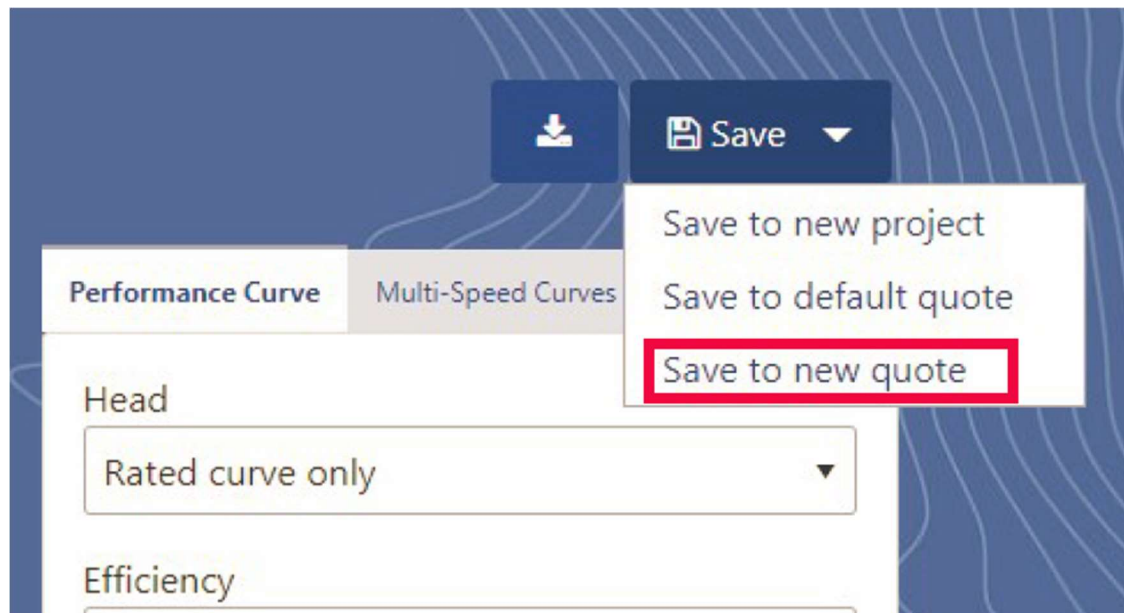 Save
Save to new project
Save to default quote
Save to new quote
Performance Curve
Multi-Speed Curves
Head
Rated curve only
Efficiency